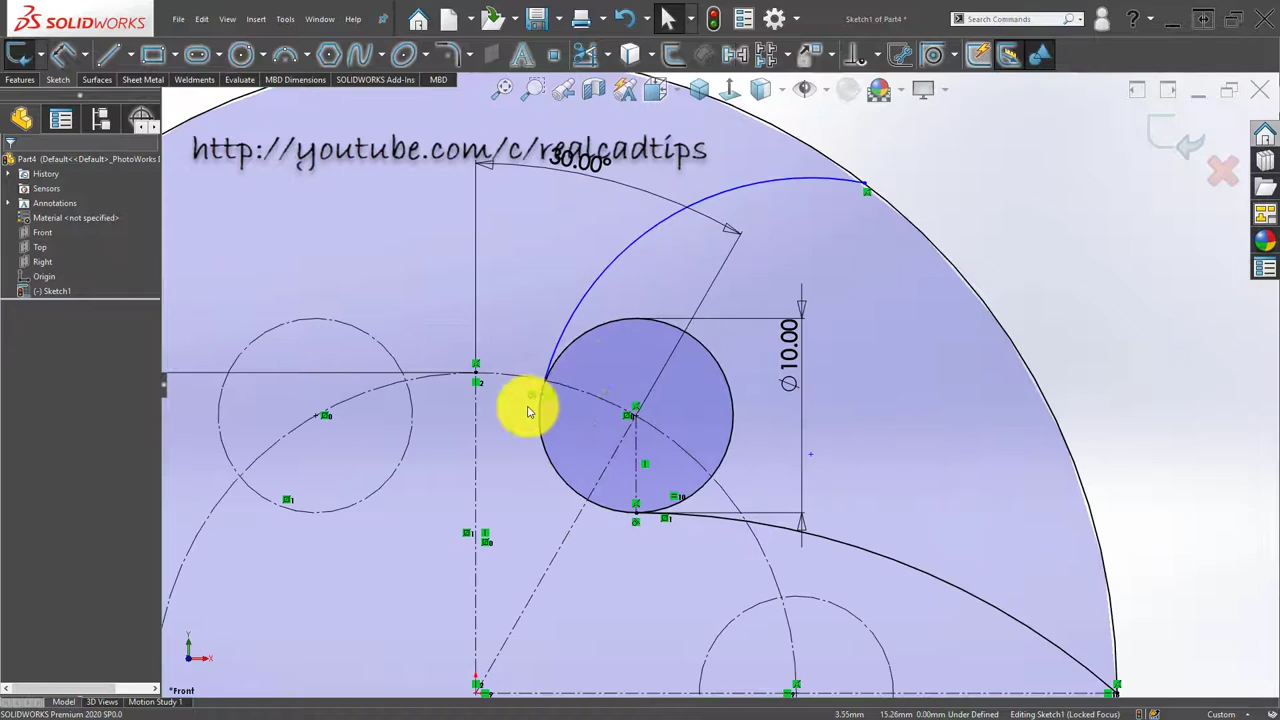 SOLIDWORKS
File
Edit
View
Insert
Tools
Window
Help
Sketch1 of Part4 *
Search Commands
Features
Sketch
Surfaces
Sheet Metal
Weldments
Evaluate
MBD Dimensions
SOLIDWORKS Add-Ins
MBD
http://youtube.com/c/realcadtips
30.00°
Ø 10.00
Part4 (Default<<Default>_PhotoWorks D
History
Sensors
Annotations
Material <not specified>
Front
Top
Right
Origin
(-) Sketch1
Y
X
*Front
Model
3D Views
Motion Study 1
SOLIDWORKS Premium 2020 SP0.0
3.55mm
15.26mm
0.00mm
Under Defined
Editing Sketch1 (Locked Focus)
Custom